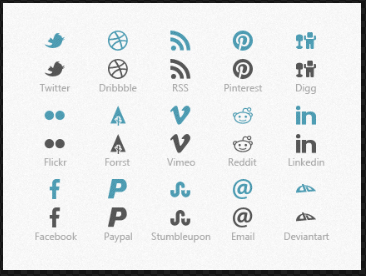 Twitter Dribbble RSS Pinterest Digg
Flickr Forrst Vimeo Reddit Linkedin
Facebook Paypal Stumbleupon Email Deviantart